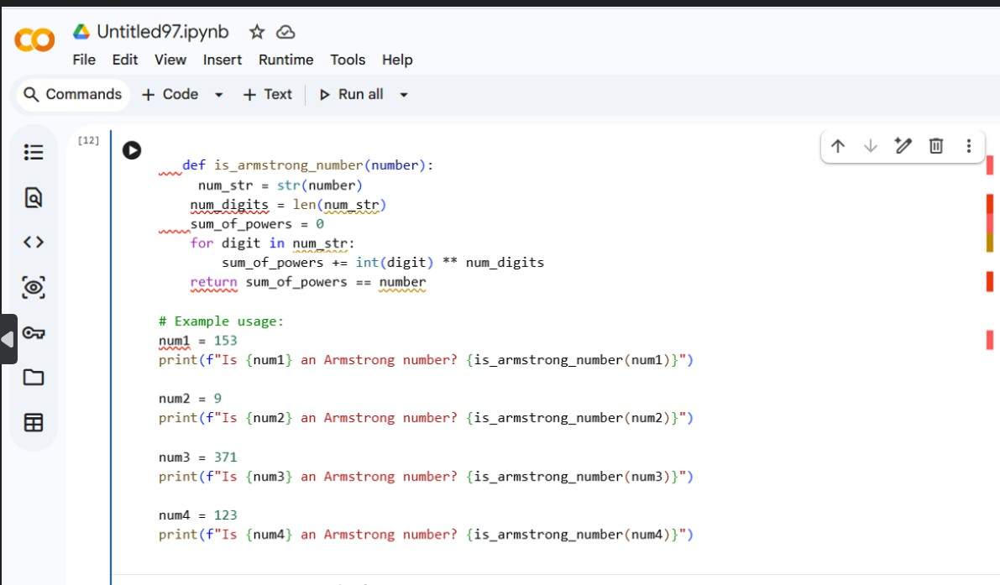 CO Untitled97.ipynb
File Edit View Insert Runtime Tools Help
Commands + Code + Text Run all
[12]
   def is_armstrong_number(number):
     num_str = str(number)
    num_digits = len(num_str)
    sum_of_powers = 0
    for digit in num_str:
        sum_of_powers += int(digit) ** num_digits
    return sum_of_powers == number

# Example usage:
num1 = 153
print(f"Is {num1} an Armstrong number? {is_armstrong_number(num1)}")

num2 = 9
print(f"Is {num2} an Armstrong number? {is_armstrong_number(num2)}")

num3 = 371
print(f"Is {num3} an Armstrong number? {is_armstrong_number(num3)}")

num4 = 123
print(f"Is {num4} an Armstrong number? {is_armstrong_number(num4)}")